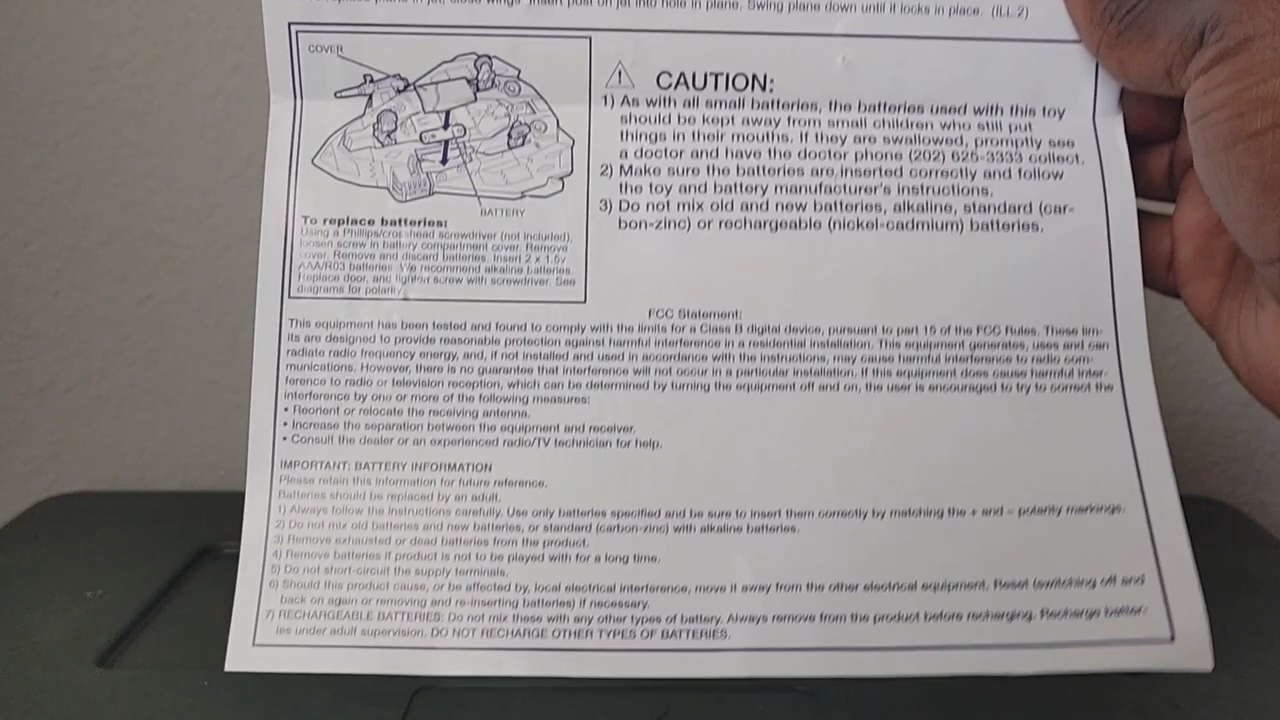 to replace plane in jet, close wings insert post on jet into hole in plane. Swing plane down until it locks in place. (ILL 2)
COVER
BATTERY
To replace batteries:
Using a Phillips/cross head screwdriver (not included),
loosen screw in battery compartment cover. Remove
cover. Remove and discard batteries. Insert 2 x 1.5v
AAA/R03 batteries. We recommend alkaline batteries.
Replace door, and tighten screw with screwdriver. See
diagrams for polarity.
CAUTION:
1) As with all small batteries, the batteries used with this toy
should be kept away from small children who still put
things in their mouths. If they are swallowed, promptly see
a doctor and have the doctor phone (202) 625-3333 collect.
2) Make sure the batteries are inserted correctly and follow
the toy and battery manufacturer's instructions.
3) Do not mix old and new batteries, alkaline, standard (car-
bon-zinc) or rechargeable (nickel-cadmium) batteries.
FCC Statement:
This equipment has been tested and found to comply with the limits for a Class B digital device, pursuant to part 15 of the FCC Rules. These lim-
its are designed to provide reasonable protection against harmful interference in a residential installation. This equipment generates, uses and can
radiate radio frequency energy, and, if not installed and used in accordance with the instructions, may cause harmful interference to radio com-
munications. However, there is no guarantee that interference will not occur in a particular installation. If this equipment does cause harmful inter-
ference to radio or television reception, which can be determined by turning the equipment off and on, the user is encouraged to try to correct the
interference by one or more of the following measures:
• Reorient or relocate the receiving antenna.
• Increase the separation between the equipment and receiver.
• Consult the dealer or an experienced radio/TV technician for help.
IMPORTANT: BATTERY INFORMATION
Please retain this information for future reference.
Batteries should be replaced by an adult.
1) Always follow the instructions carefully. Use only batteries specified and be sure to insert them correctly by matching the + and – polarity markings.
2) Do not mix old batteries and new batteries, or standard (carbon-zinc) with alkaline batteries.
3) Remove exhausted or dead batteries from the product.
4) Remove batteries if product is not to be played with for a long time.
5) Do not short-circuit the supply terminals.
6) Should this product cause, or be affected by, local electrical interference, move it away from the other electrical equipment. Reset (switching off and
back on again or removing and re-inserting batteries) if necessary.
7) RECHARGEABLE BATTERIES: Do not mix these with any other types of battery. Always remove from the product before recharging. Recharge batter-
ies under adult supervision. DO NOT RECHARGE OTHER TYPES OF BATTERIES.